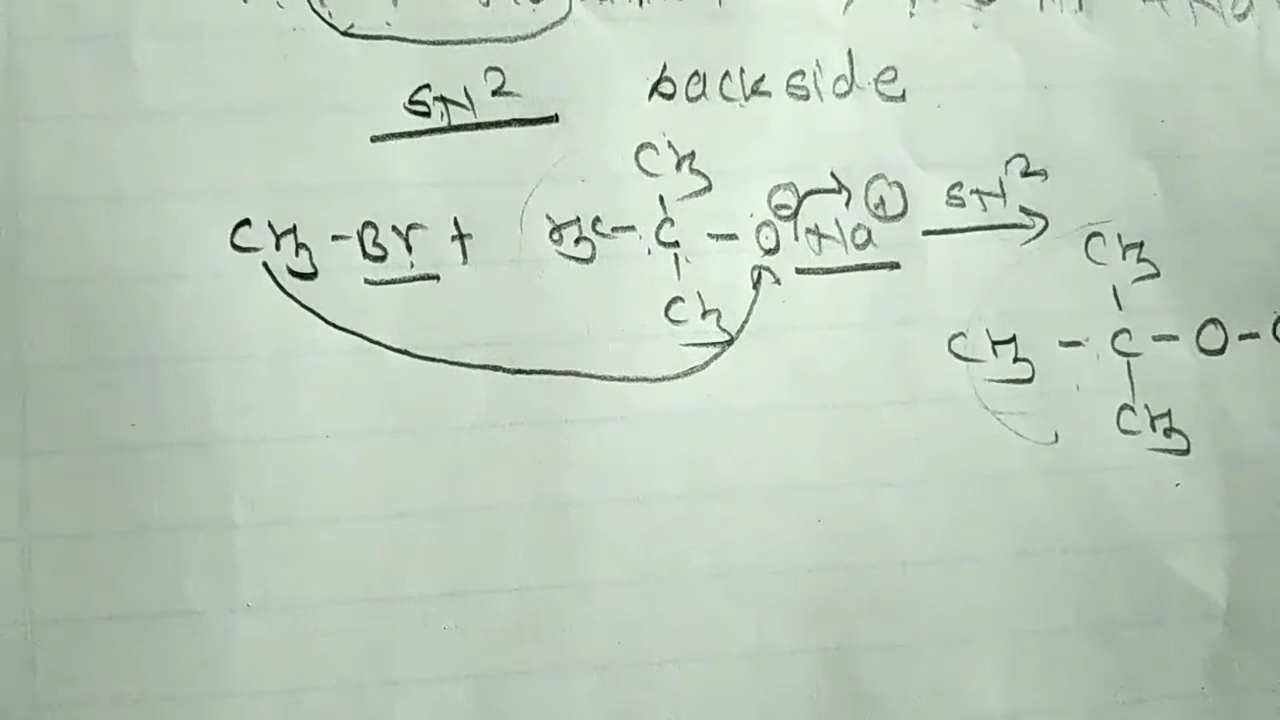 SN2 backside
CH3
CH3 - Br + H3C - C - O⊖ Na⊕ SN2
CH3
CH3
CH3 - C - O -
CH3